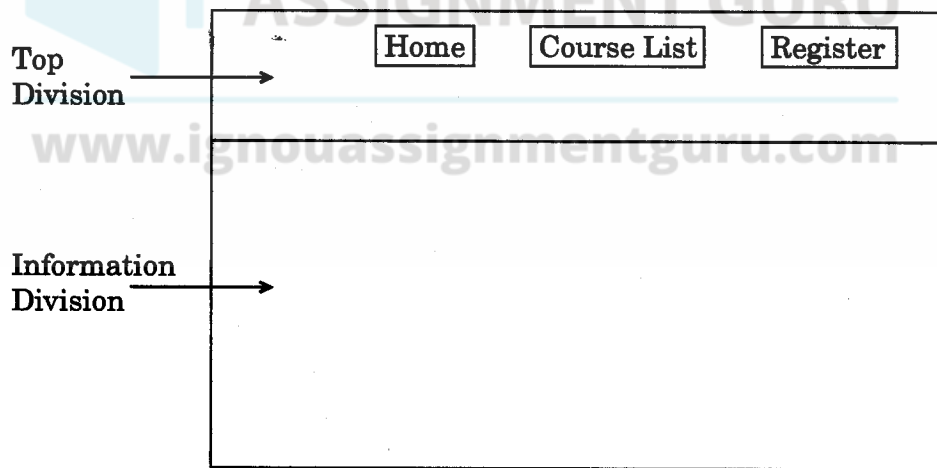 ASSIGNMENT GURU
Home
Course List
Register
Top
Division
www.ignouassignmentguru.com
Information
Division